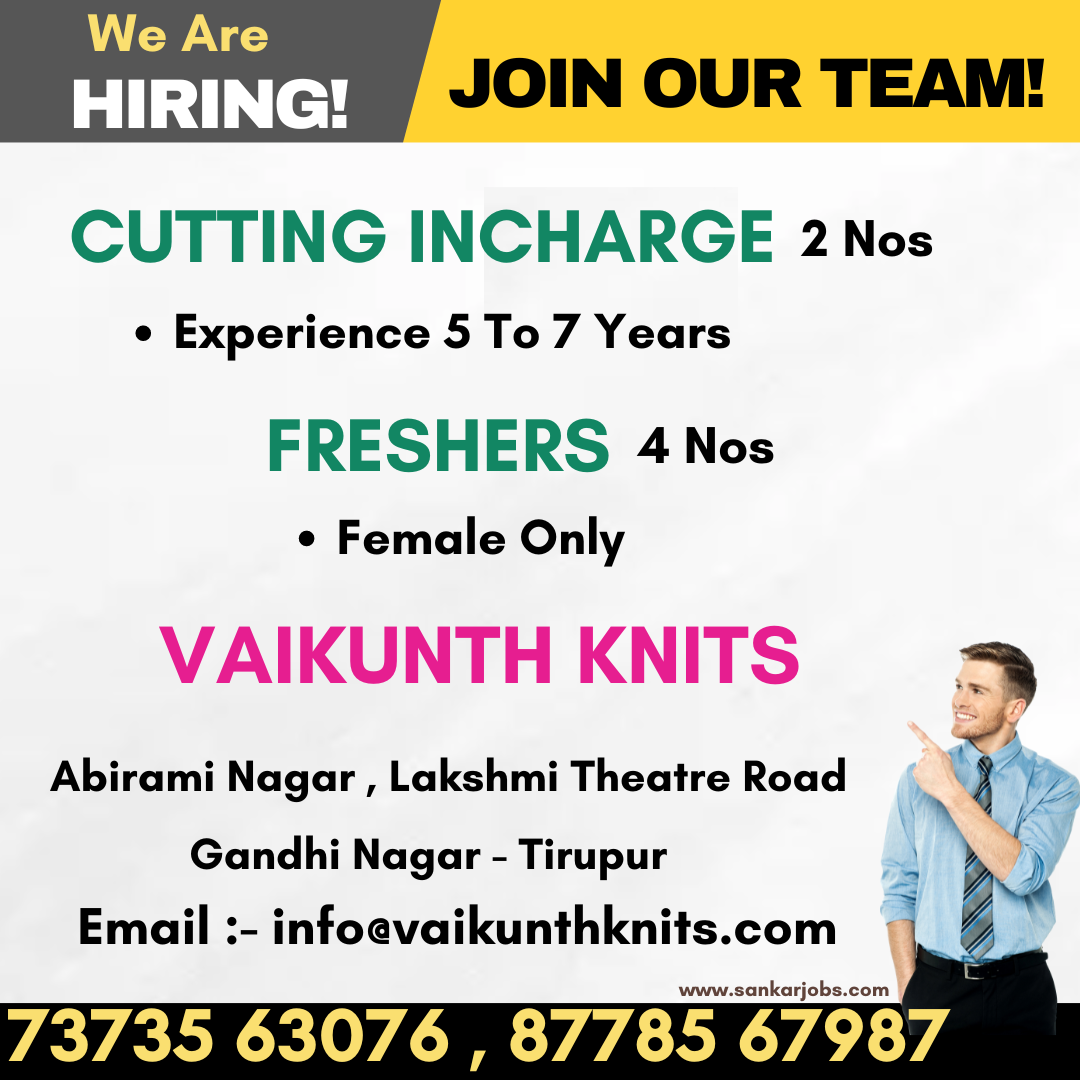 We Are
HIRING!
JOIN OUR TEAM!
CUTTING INCHARGE 2 Nos
• Experience 5 To 7 Years
FRESHERS 4 Nos
• Female Only
VAIKUNTH KNITS
Abirami Nagar , Lakshmi Theatre Road
Gandhi Nagar - Tirupur
Email :- info@vaikunthknits.com
www.sankarjobs.com
73735 63076 , 87785 67987